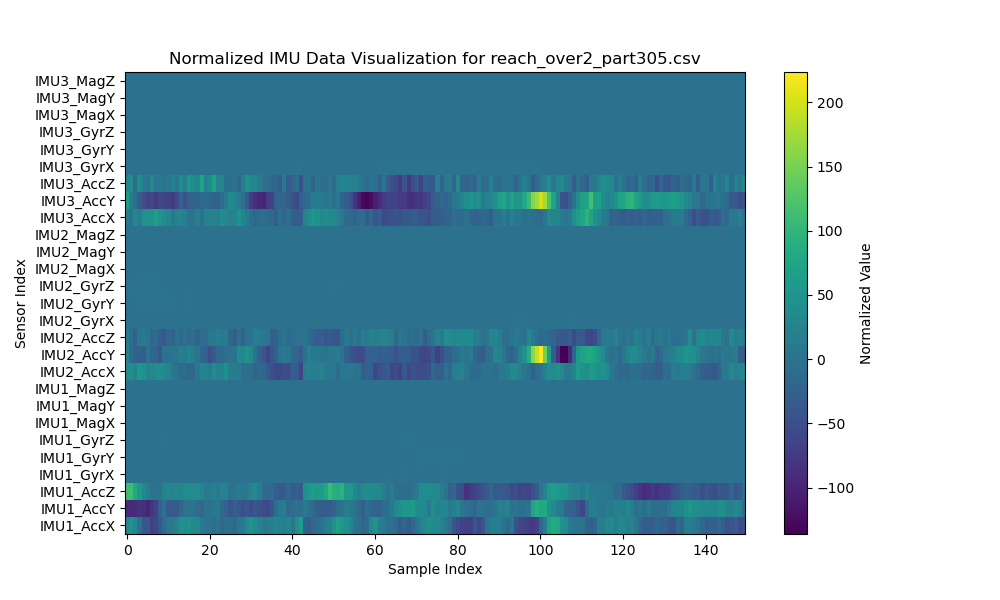 Normalized IMU Data Visualization for reach_over2_part305.csv
IMU3_MagZ
IMU3_MagY
IMU3_MagX
IMU3_GyrZ
IMU3_GyrY
IMU3_GyrX
IMU3_AccZ
IMU3_AccY
IMU3_AccX
IMU2_MagZ
IMU2_MagY
IMU2_MagX
IMU2_GyrZ
IMU2_GyrY
IMU2_GyrX
IMU2_AccZ
IMU2_AccY
IMU2_AccX
IMU1_MagZ
IMU1_MagY
IMU1_MagX
IMU1_GyrZ
IMU1_GyrY
IMU1_GyrX
IMU1_AccZ
IMU1_AccY
IMU1_AccX
Sensor Index
0 20 40 60 80 100 120 140
Sample Index
200
150
100
50
0
−50
−100
Normalized Value